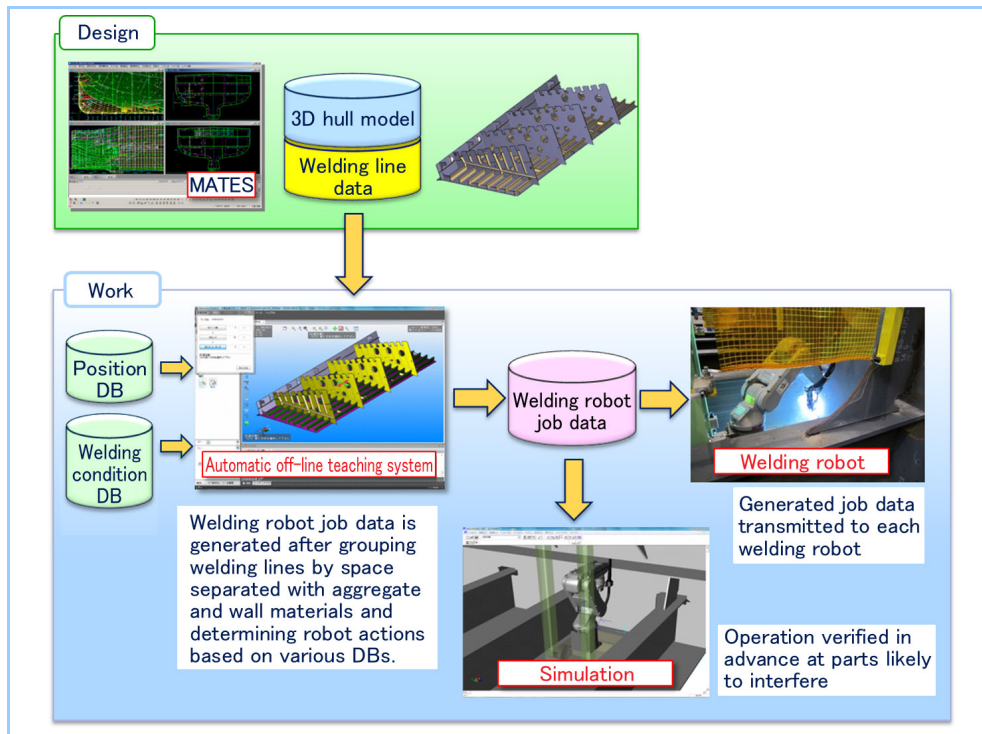 Design
3D hull model
Welding line
data
MATES
Work
Position
DB
Welding
condition
DB
Automatic off-line teaching system
Welding robot
job data
Welding robot
Welding robot job data is
generated after grouping
welding lines by space
separated with aggregate
and wall materials and
determining robot actions
based on various DBs.
Generated job data
transmitted to each
welding robot
Simulation
Operation verified in
advance at parts likely
to interfere